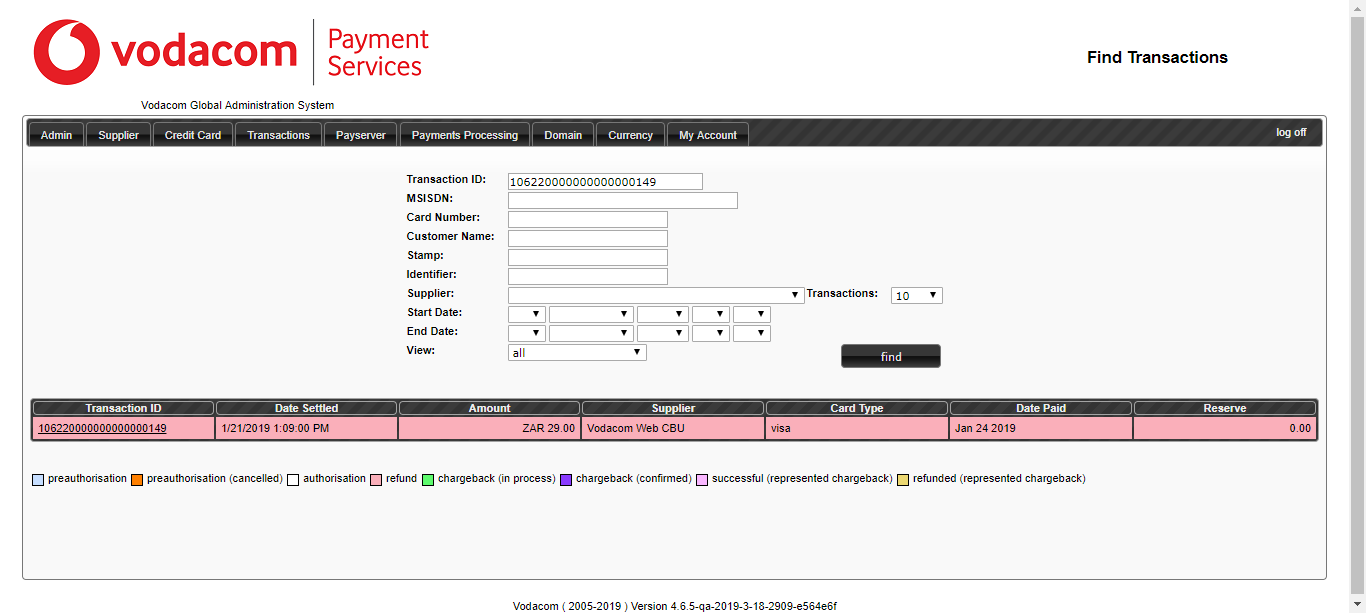 vodacom
Payment
Services
Find Transactions
Vodacom Global Administration System
Admin Supplier Credit Card Transactions Payserver Payments Processing Domain Currency My Account log off
Transaction ID: 106220000000000000149
MSISDN:
Card Number:
Customer Name:
Stamp:
Identifier:
Supplier: Transactions: 10
Start Date:
End Date:
View: all
find
Transaction ID Date Settled Amount Supplier Card Type Date Paid Reserve
106220000000000000149 1/21/2019 1:09:00 PM ZAR 29.00 Vodacom Web CBU visa Jan 24 2019 0.00
preauthorisation preauthorisation (cancelled) authorisation refund chargeback (in process) chargeback (confirmed) successful (represented chargeback) refunded (represented chargeback)
Vodacom ( 2005-2019 ) Version 4.6.5-qa-2019-3-18-2909-e564e6f